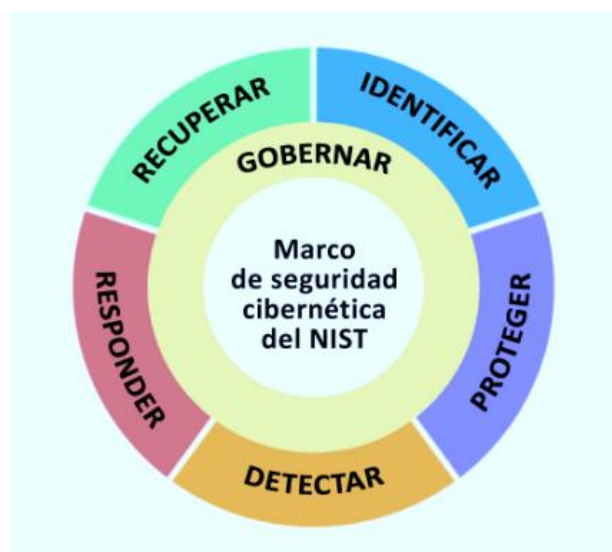 RECUPERAR
IDENTIFICAR
GOBERNAR
Marco
de seguridad
cibernética
del NIST
RESPONDER
PROTEGER
DETECTAR